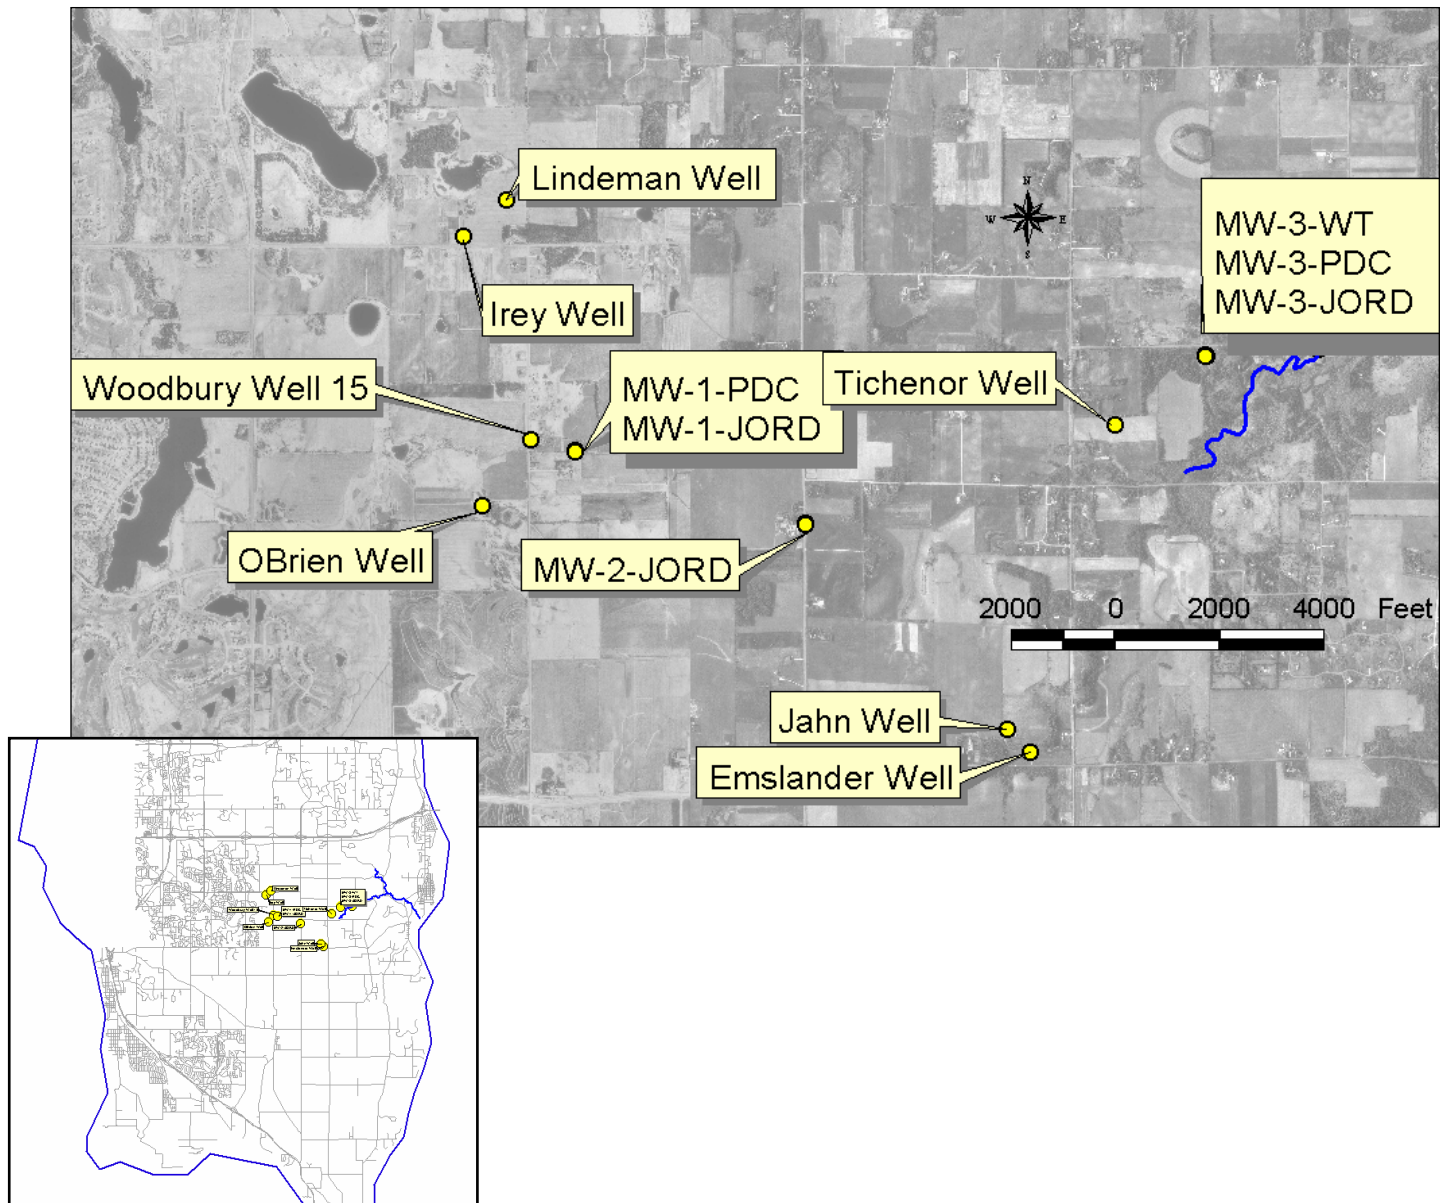 Lindeman Well
N
W E
S
MW-3-WT
MW-3-PDC
MW-3-JORD
Irey Well
Woodbury Well 15
MW-1-PDC
MW-1-JORD
Tichenor Well
OBrien Well
MW-2-JORD
2000 0 2000 4000 Feet
Jahn Well
Emslander Well